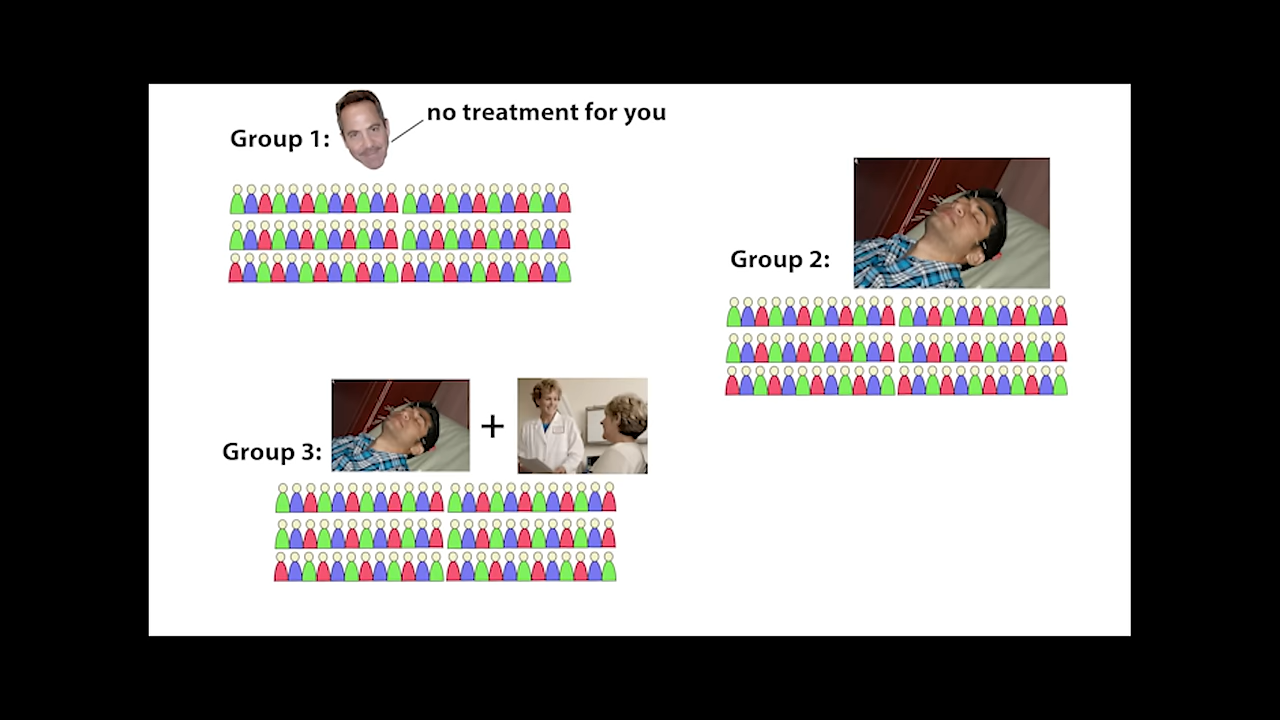 no treatment for you
Group 1:
Group 2:
+
Group 3: